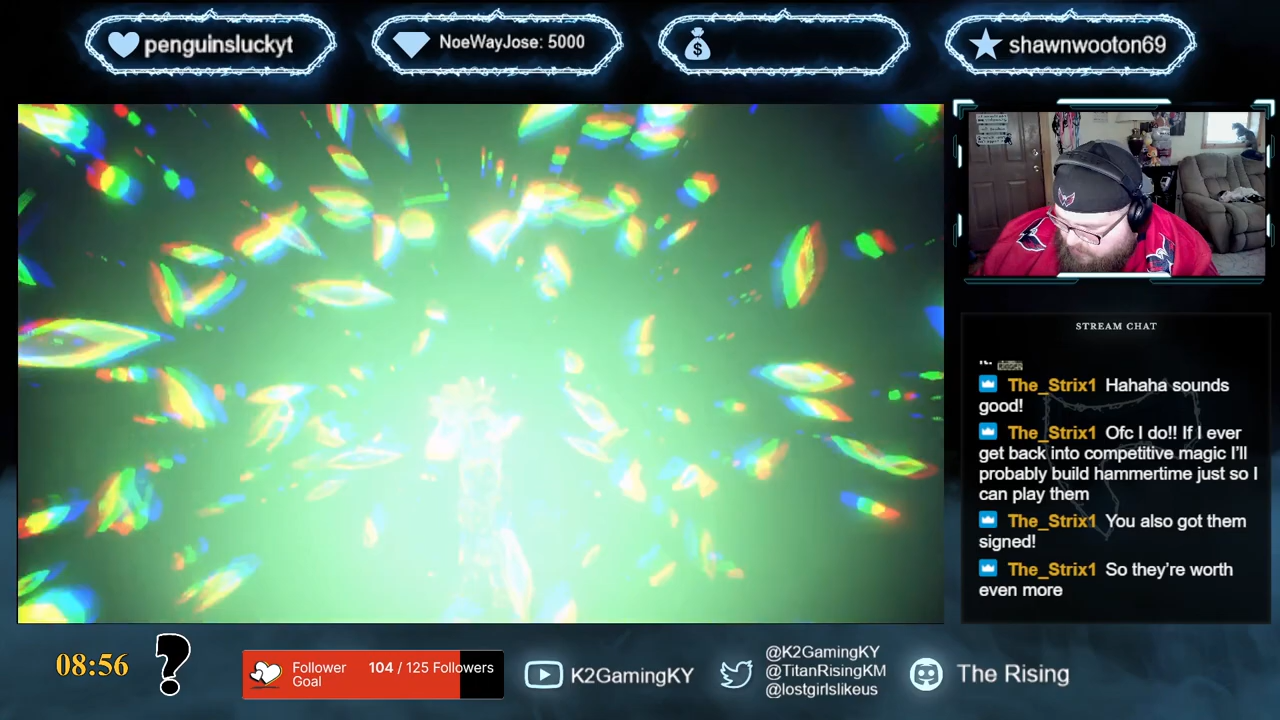 penguinsluckyt
NoeWayJose: 5000
shawnwooton69
STREAM CHAT
The_Strix1 Hahaha sounds
good!
The_Strix1 Ofc I do!! If I ever
get back into competitive magic I'll
probably build hammertime just so I
can play them
The_Strix1 You also got them
signed!
The_Strix1 So they're worth
even more
08:56
?
Follower
Goal
104 / 125 Followers
K2GamingKY
@K2GamingKY
@TitanRisingKM
@lostgirlslikeus
The Rising